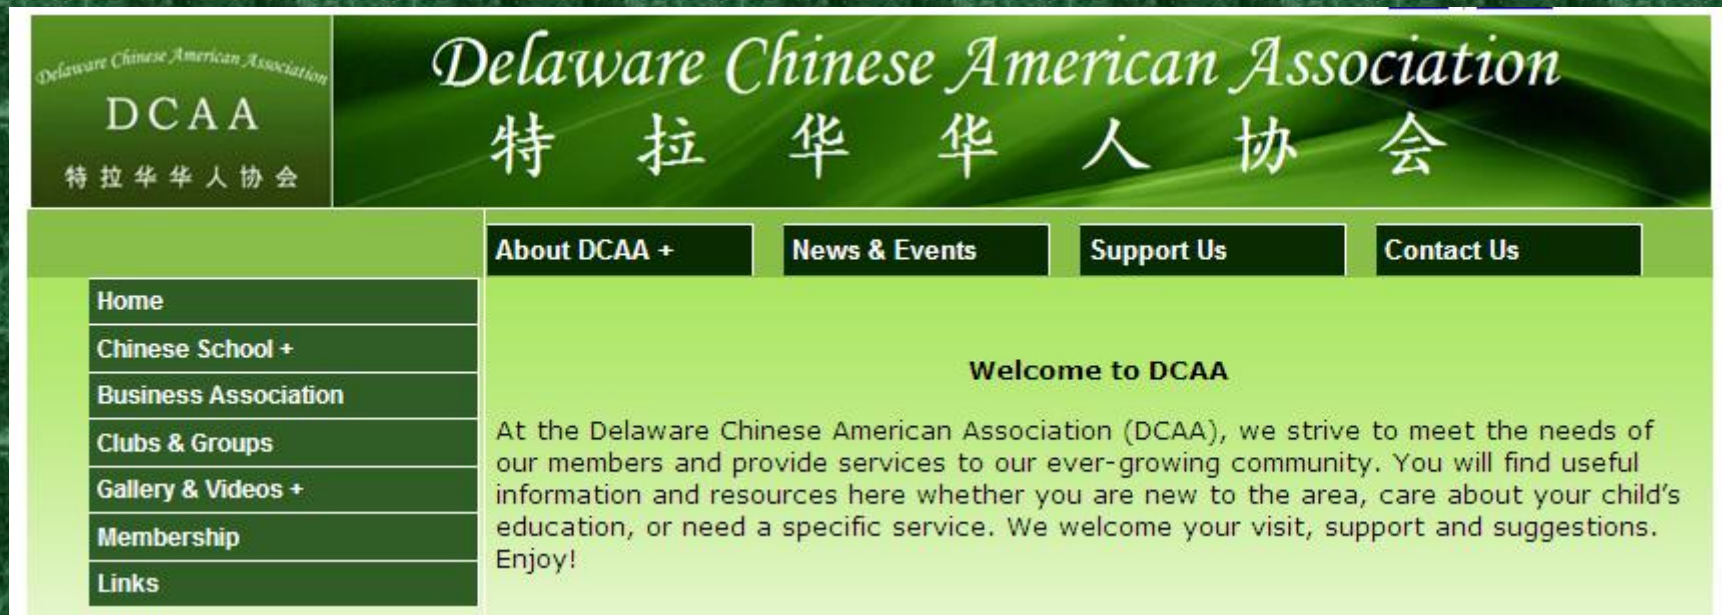 Delaware Chinese American Association
DCAA
特拉华华人协会
Delaware Chinese American Association
特拉华华人协会
About DCAA +
News & Events
Support Us
Contact Us
Home
Chinese School +
Business Association
Clubs & Groups
Gallery & Videos +
Membership
Links
Welcome to DCAA
At the Delaware Chinese American Association (DCAA), we strive to meet the needs of
our members and provide services to our ever-growing community. You will find useful
information and resources here whether you are new to the area, care about your child's
education, or need a specific service. We welcome your visit, support and suggestions.
Enjoy!